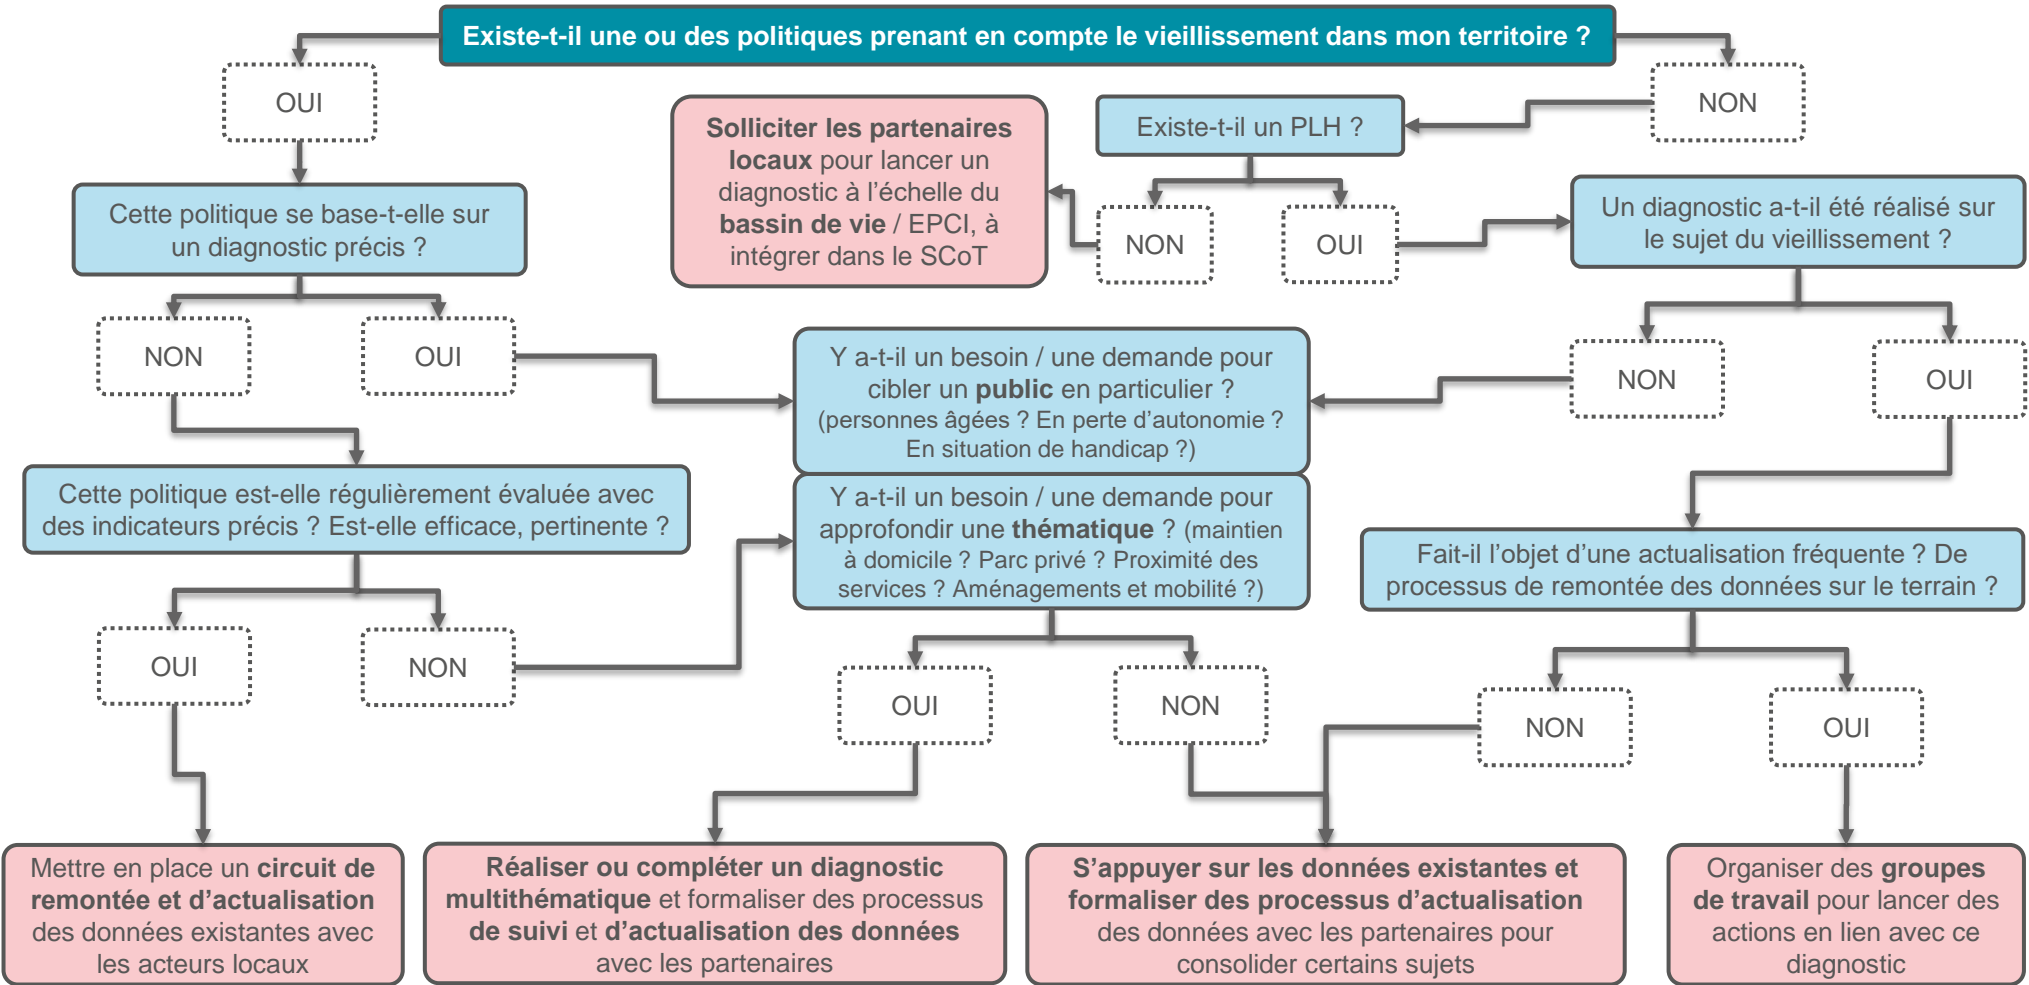 Existe-t-il une ou des politiques prenant en compte le vieillissement dans mon territoire ?
OUI
NON
Solliciter les partenaires
locaux pour lancer un
diagnostic à l’échelle du
bassin de vie / EPCI, à
intégrer dans le SCoT
Existe-t-il un PLH ?
NON
OUI
Cette politique se base-t-elle sur
un diagnostic précis ?
Un diagnostic a-t-il été réalisé sur
le sujet du vieillissement ?
NON
OUI
Y a-t-il un besoin / une demande pour
cibler un public en particulier ?
(personnes âgées ? En perte d’autonomie ?
En situation de handicap ?)
NON
OUI
Cette politique est-elle régulièrement évaluée avec
des indicateurs précis ? Est-elle efficace, pertinente ?
Y a-t-il un besoin / une demande pour
approfondir une thématique ? (maintien
à domicile ? Parc privé ? Proximité des
services ? Aménagements et mobilité ?)
Fait-il l’objet d’une actualisation fréquente ? De
processus de remontée des données sur le terrain ?
OUI
NON
OUI
NON
NON
OUI
Mettre en place un circuit de
remontée et d’actualisation
des données existantes avec
les acteurs locaux
Réaliser ou compléter un diagnostic
multithématique et formaliser des processus
de suivi et d’actualisation des données
avec les partenaires
S’appuyer sur les données existantes et
formaliser des processus d’actualisation
des données avec les partenaires pour
consolider certains sujets
Organiser des groupes
de travail pour lancer des
actions en lien avec ce
diagnostic